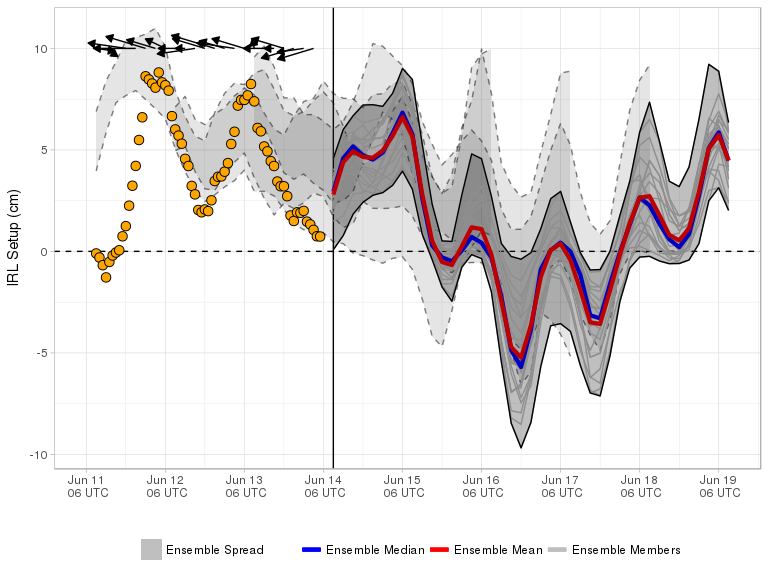 10
5
0
-5
-10
IRL Setup (cm)
Jun 11 Jun 12 Jun 13 Jun 14 Jun 15 Jun 16 Jun 17 Jun 18 Jun 19
06 UTC 06 UTC 06 UTC 06 UTC 06 UTC 06 UTC 06 UTC 06 UTC 06 UTC
Ensemble Spread Ensemble Median Ensemble Mean Ensemble Members